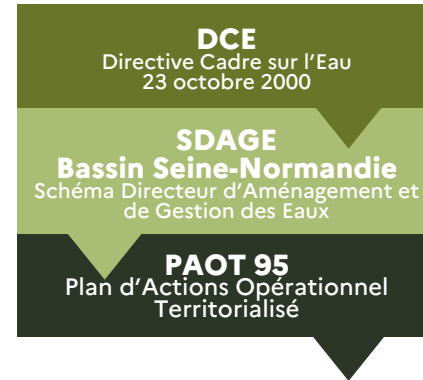 DCE
Directive Cadre sur l’Eau
23 octobre 2000
SDAGE
Bassin Seine-Normandie
Schéma Directeur d’Aménagement et
de Gestion des Eaux
PAOT 95
Plan d’Actions Opérationnel
Territorialisé